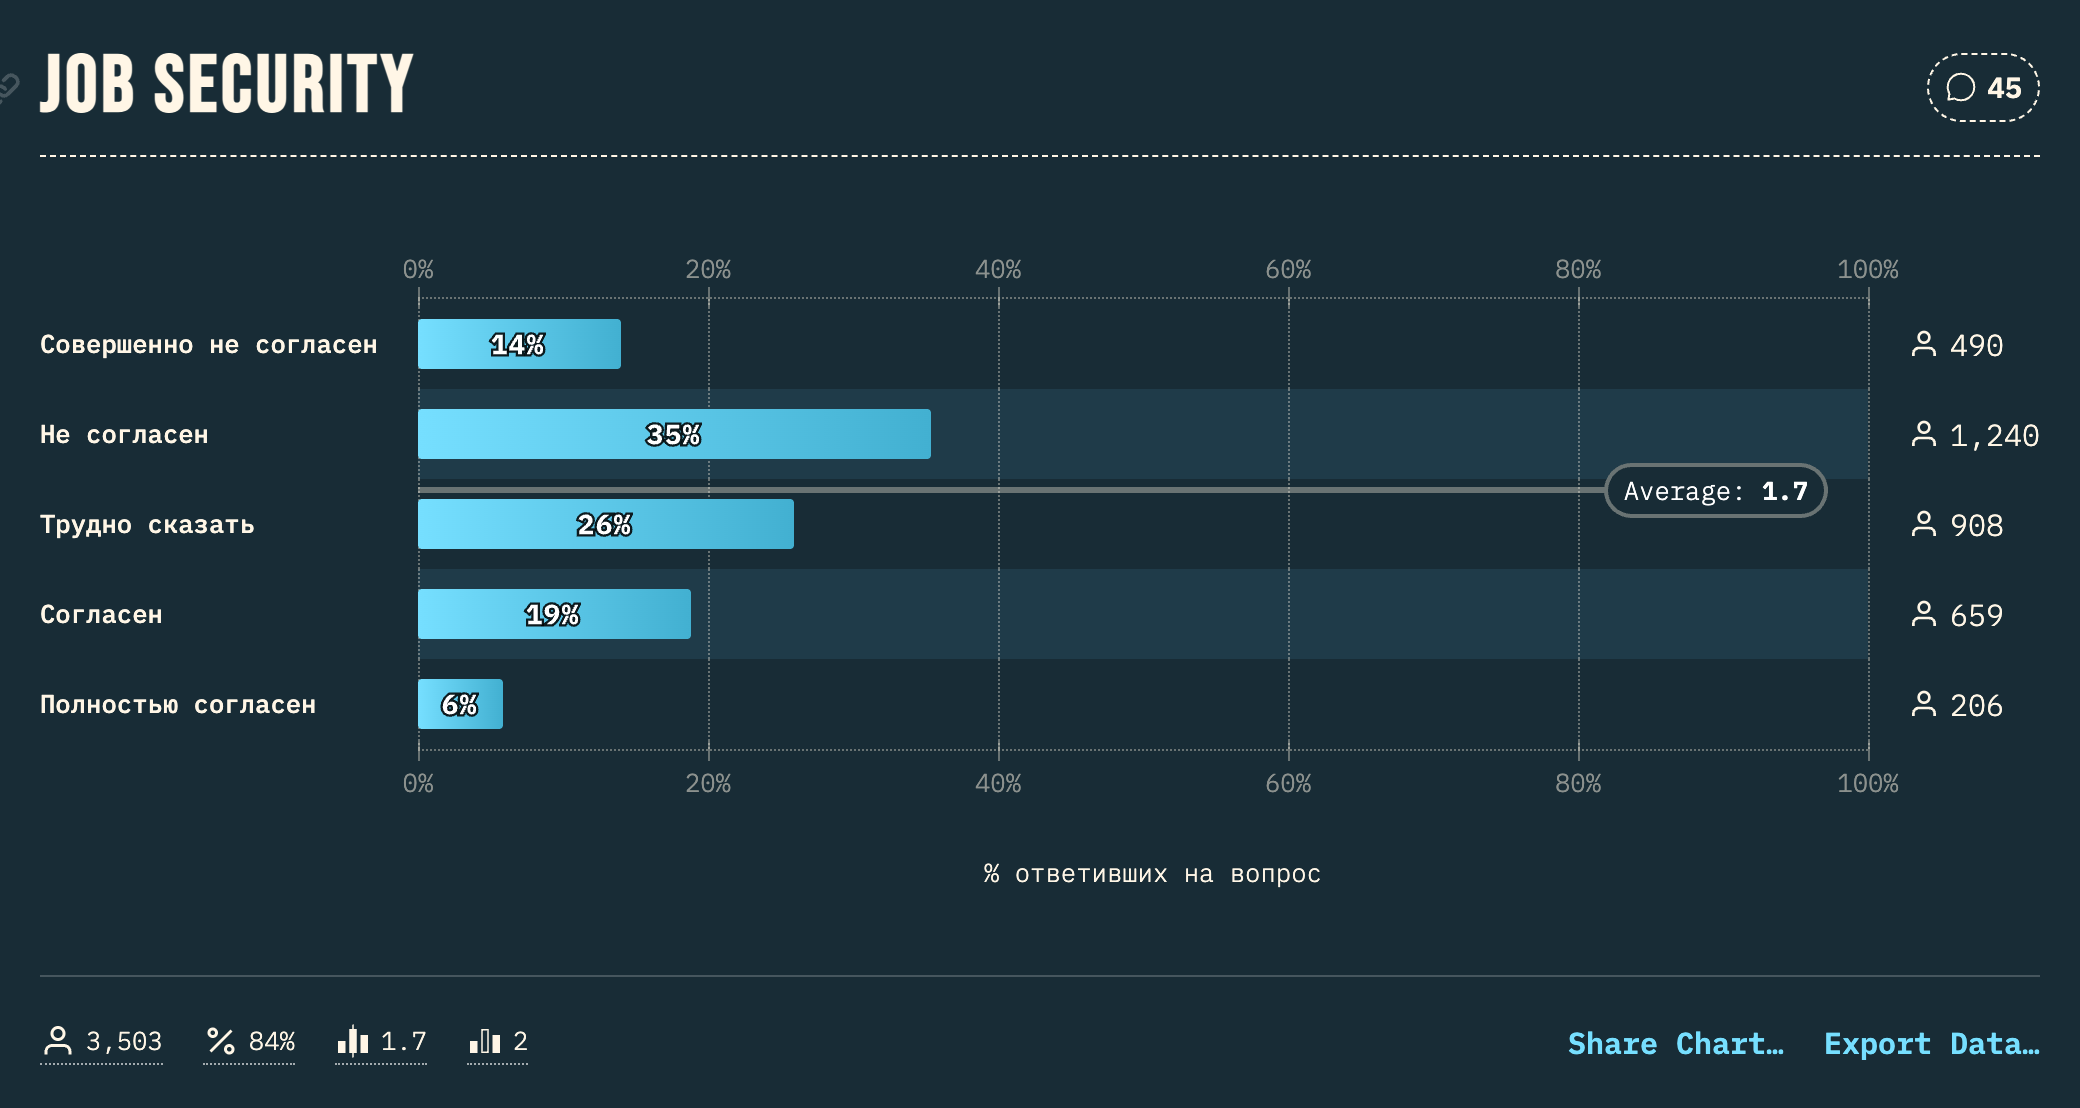 JOB SECURITY
45
0% 20% 40% 60% 80% 100%
Совершенно не согласен 14% 490
Не согласен 35% 1,240
Average: 1.7
Трудно сказать 26% 908
Согласен 19% 659
Полностью согласен 6% 206
0% 20% 40% 60% 80% 100%
% ответивших на вопрос
3,503 84% 1.7 2 Share Chart… Export Data…